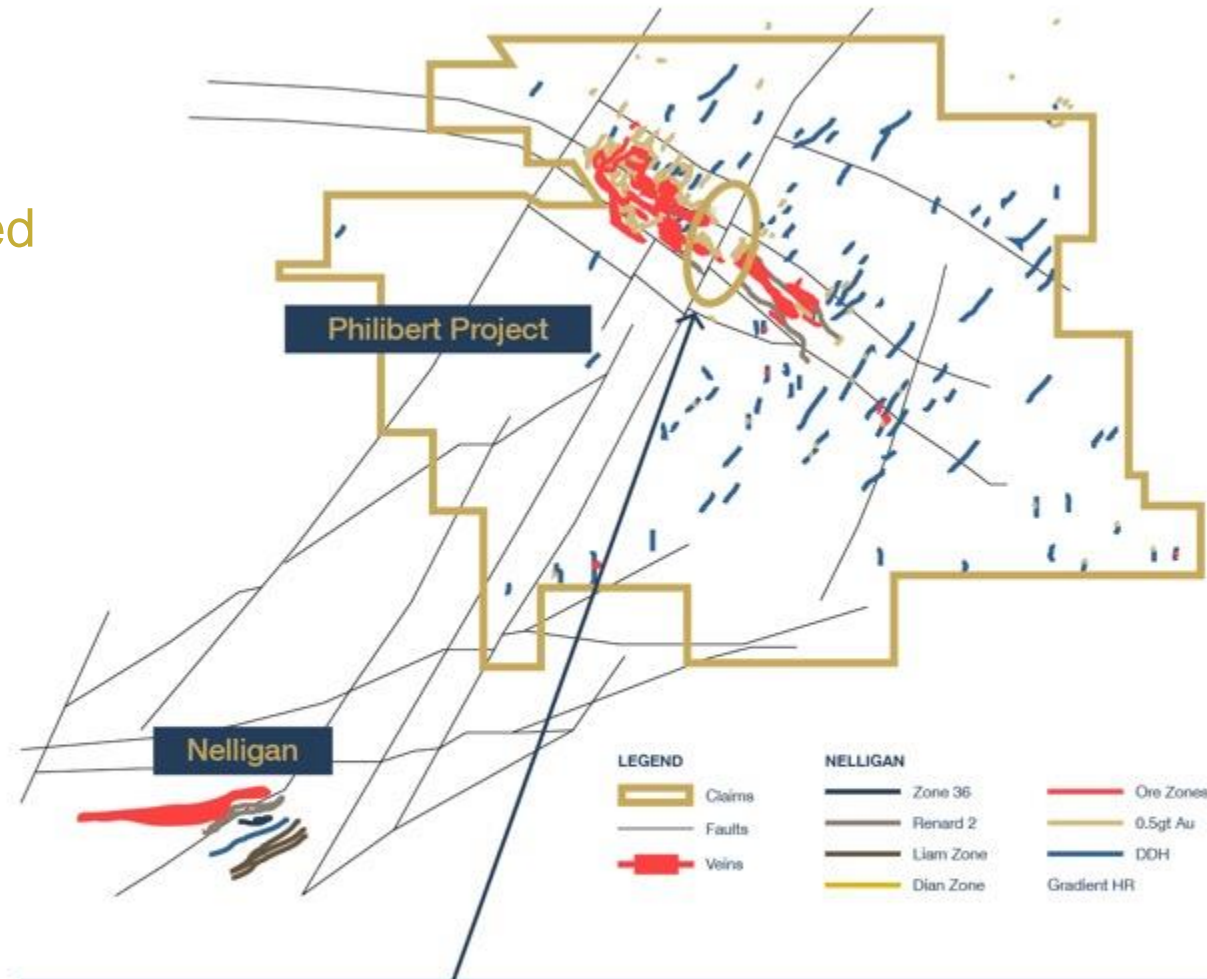 ed
Philibert Project
Nelligan
LEGEND
Claims
Faults
Veins
NELLIGAN
Zone 36
Renard 2
Liam Zone
Dian Zone
Ore Zones
0.5gt Au
DDH
Gradient HR